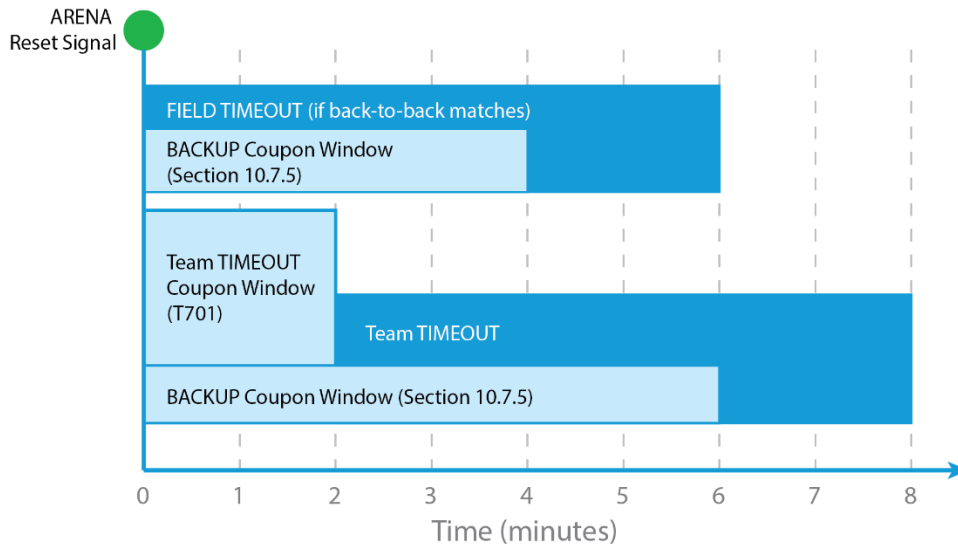 ARENA
Reset Signal
FIELD TIMEOUT (if back-to-back matches)
BACKUP Coupon Window
(Section 10.7.5)
Team TIMEOUT
Coupon Window
(T701)
Team TIMEOUT
BACKUP Coupon Window (Section 10.7.5)
0 1 2 3 4 5 6 7 8
Time (minutes)